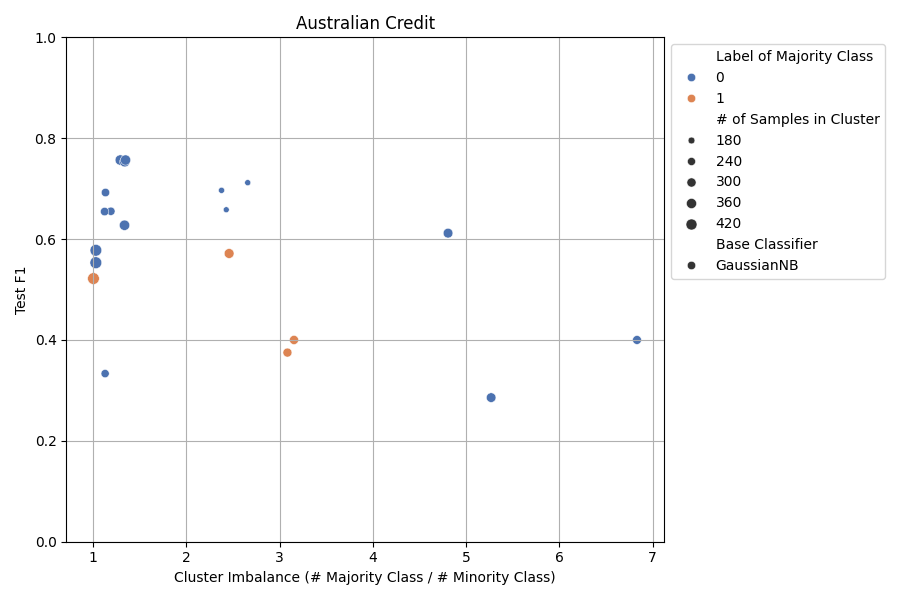 Australian Credit
1.0
0.8
0.6
0.4
0.2
0.0
Test F1
1 2 3 4 5 6 7
Cluster Imbalance (# Majority Class / # Minority Class)
Label of Majority Class
0
1
# of Samples in Cluster
180
240
300
360
420
Base Classifier
GaussianNB